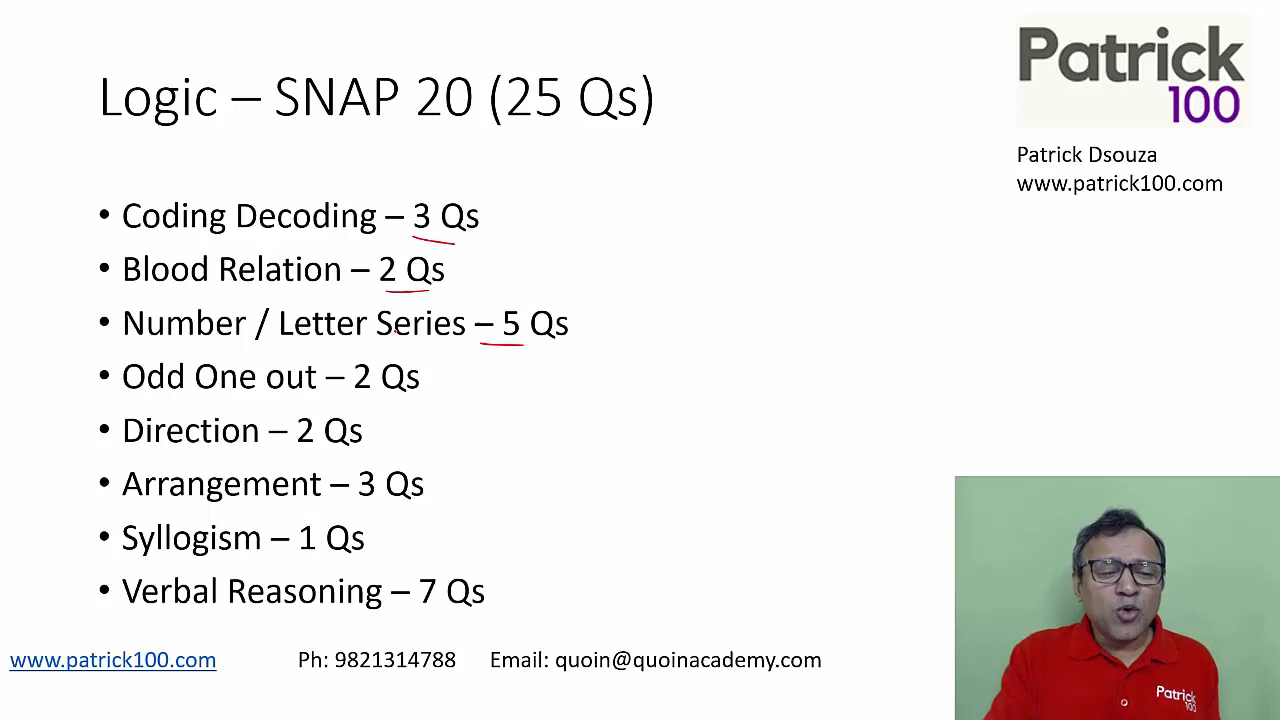 Logic – SNAP 20 (25 Qs)
Patrick
100
Patrick Dsouza
www.patrick100.com
• Coding Decoding – 3 Qs
• Blood Relation – 2 Qs
• Number / Letter Series – 5 Qs
• Odd One out – 2 Qs
• Direction – 2 Qs
• Arrangement – 3 Qs
• Syllogism – 1 Qs
• Verbal Reasoning – 7 Qs
www.patrick100.com Ph: 9821314788 Email: quoin@quoinacademy.com
Patrick
100